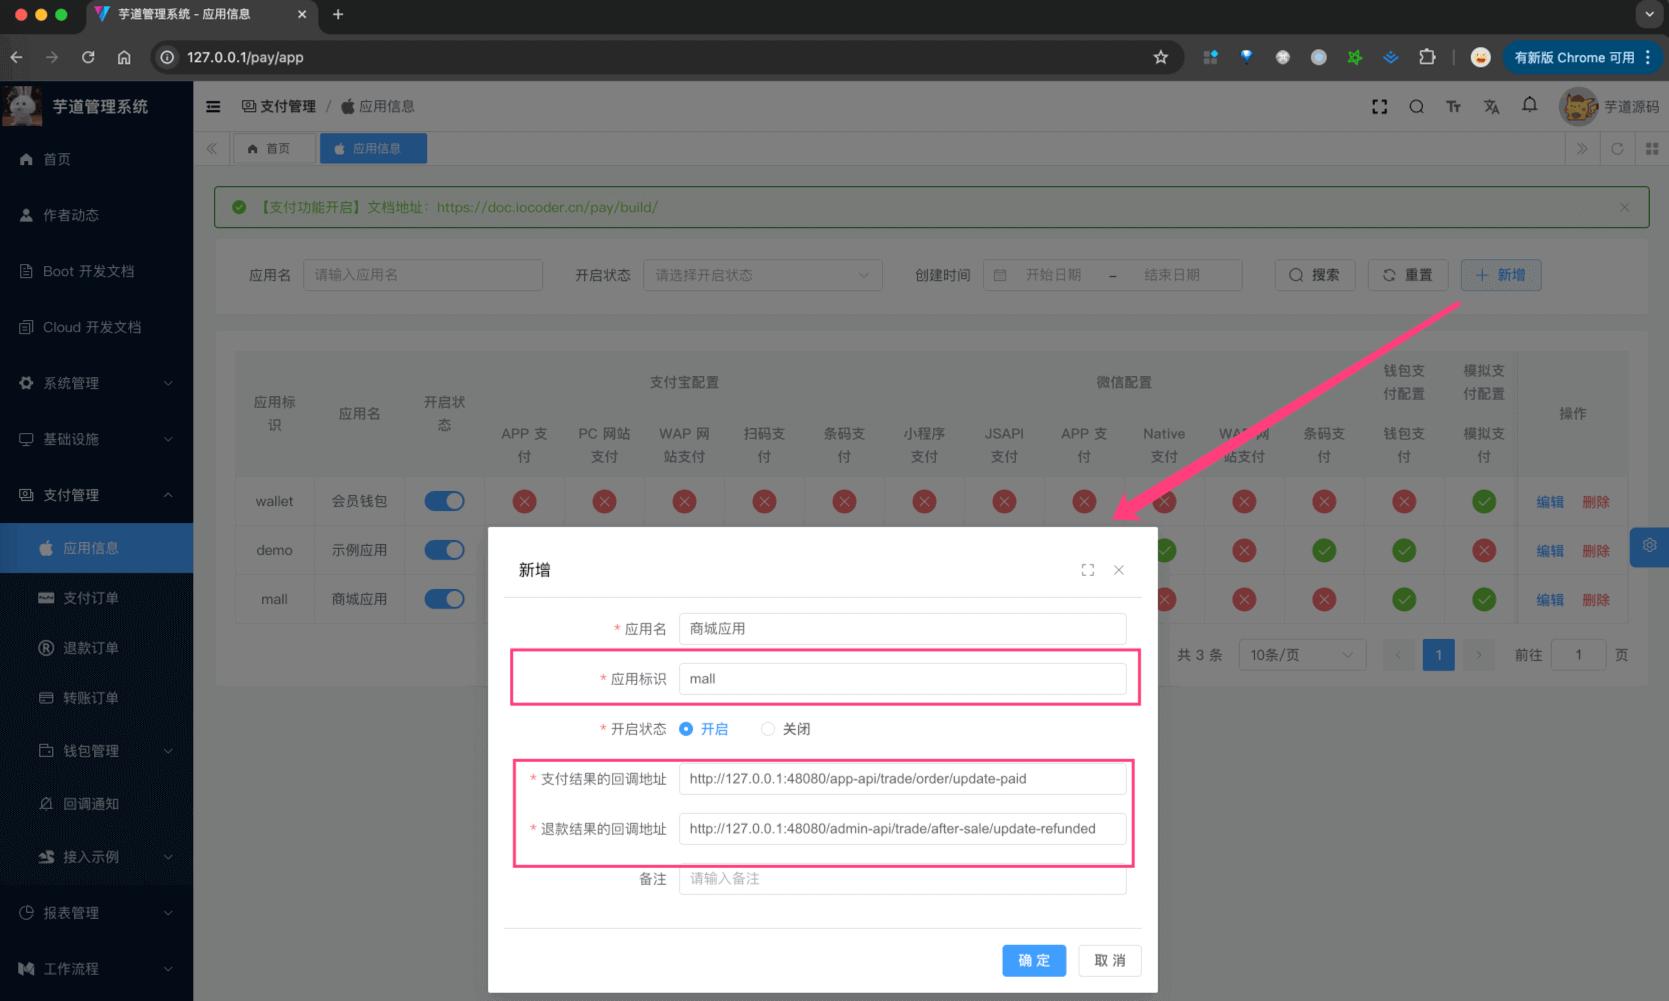 芋道管理系统 - 应用信息
127.0.0.1/pay/app
有新版 Chrome 可用
芋道管理系统
支付管理 / 应用信息
芋道源码
首页
应用信息
首页
作者动态
Boot 开发文档
Cloud 开发文档
系统管理
基础设施
支付管理
应用信息
支付订单
退款订单
转账订单
钱包管理
回调通知
接入示例
报表管理
工作流程
【支付功能开启】文档地址：https://doc.iocoder.cn/pay/build/
应用名 请输入应用名 开启状态 请选择开启状态 创建时间 开始日期 - 结束日期 搜索 重置 新增
应用标识 应用名 开启状态 支付宝配置 微信配置 钱包支付配置 模拟支付配置 操作
APP 支付 PC 网站支付 WAP 网站支付 扫码支付 条码支付 小程序支付 JSAPI 支付 APP 支付 Native 支付 WAP 网站支付 条码支付 钱包支付 模拟支付
wallet 会员钱包 编辑 删除
demo 示例应用 编辑 删除
mall 商城应用 编辑 删除
共 3 条 10条/页 1 前往 1 页
新增
* 应用名 商城应用
* 应用标识 mall
* 开启状态 开启 关闭
* 支付结果的回调地址 http://127.0.0.1:48080/app-api/trade/order/update-paid
* 退款结果的回调地址 http://127.0.0.1:48080/admin-api/trade/after-sale/update-refunded
备注 请输入备注
确 定 取 消